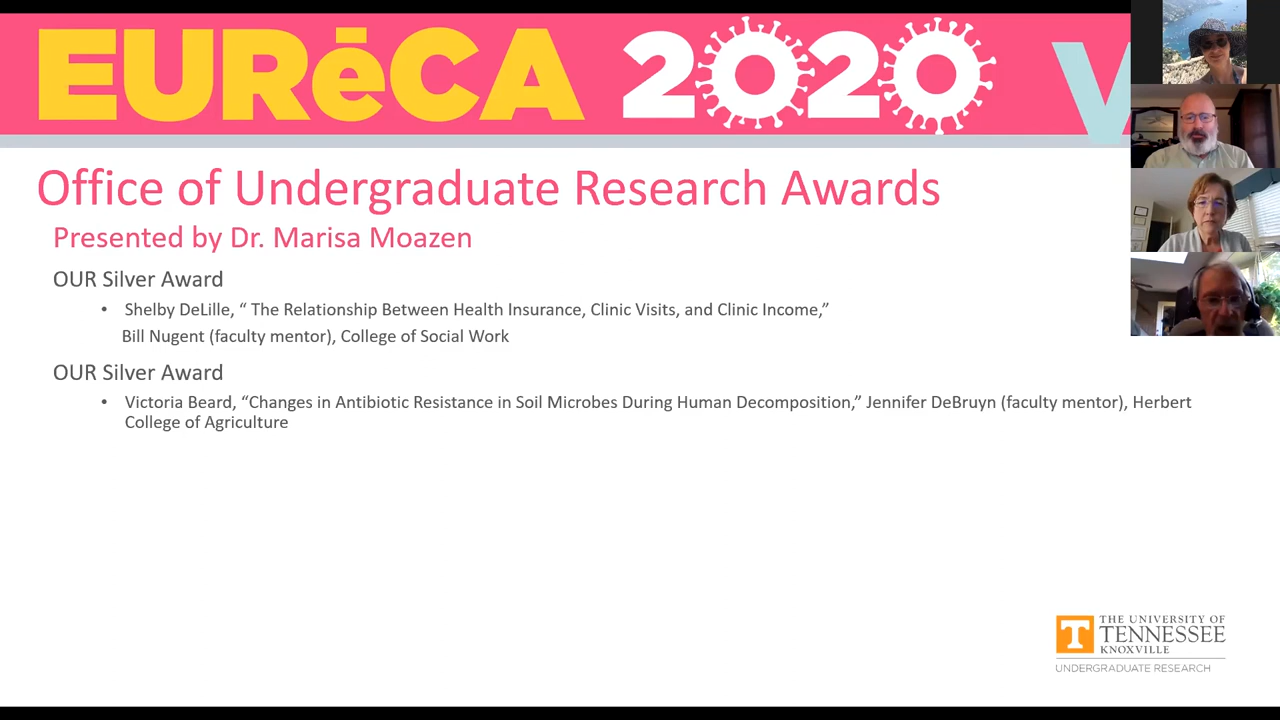 EURēCA 2020 V
Office of Undergraduate Research Awards
Presented by Dr. Marisa Moazen
OUR Silver Award
• Shelby DeLille, “ The Relationship Between Health Insurance, Clinic Visits, and Clinic Income,”
Bill Nugent (faculty mentor), College of Social Work
OUR Silver Award
• Victoria Beard, “Changes in Antibiotic Resistance in Soil Microbes During Human Decomposition,” Jennifer DeBruyn (faculty mentor), Herbert
College of Agriculture
T
THE UNIVERSITY OF
TENNESSEE
KNOXVILLE
UNDERGRADUATE RESEARCH